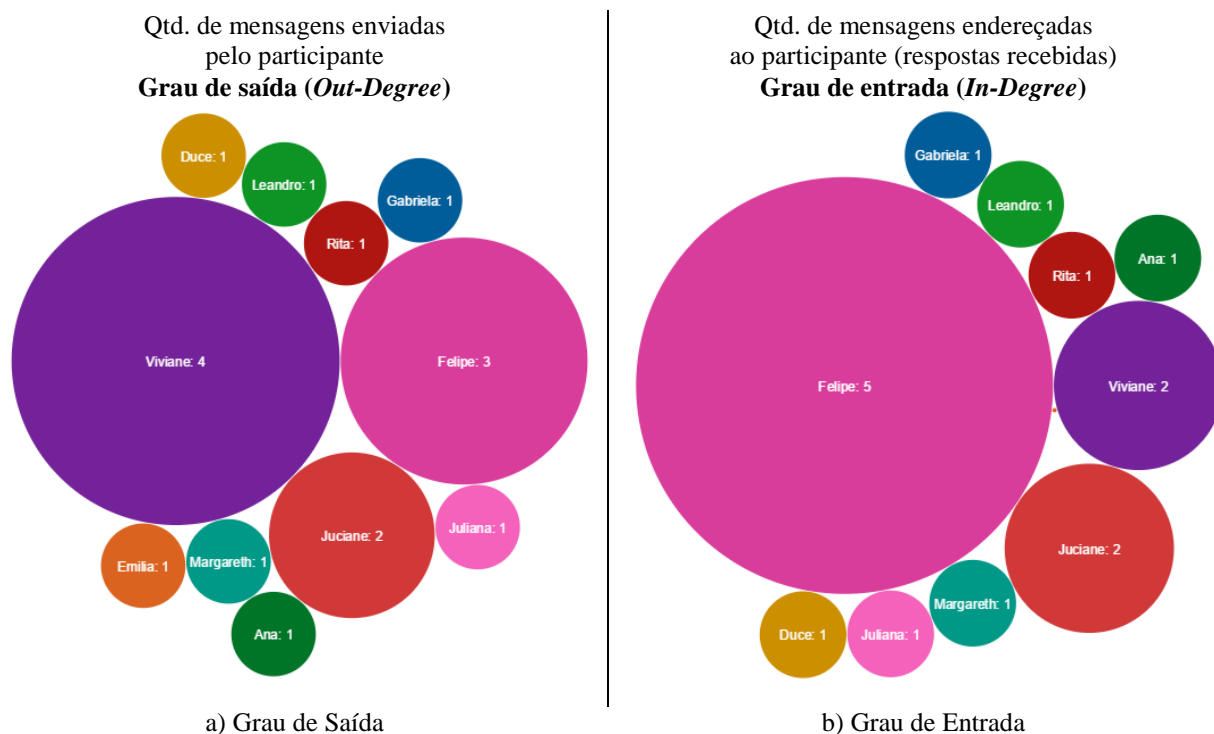 Qtd. de mensagens enviadas
pelo participante
Grau de saída (Out-Degree)
Duce: 1
Leandro: 1
Gabriela: 1
Rita: 1
Viviane: 4
Felipe: 3
Juciane: 2
Juliana: 1
Emilia: 1
Margareth: 1
Ana: 1
a) Grau de Saída
Qtd. de mensagens endereçadas
ao participante (respostas recebidas)
Grau de entrada (In-Degree)
Gabriela: 1
Leandro: 1
Ana: 1
Rita: 1
Felipe: 5
Viviane: 2
Juciane: 2
Margareth: 1
Duce: 1
Juliana: 1
b) Grau de Entrada